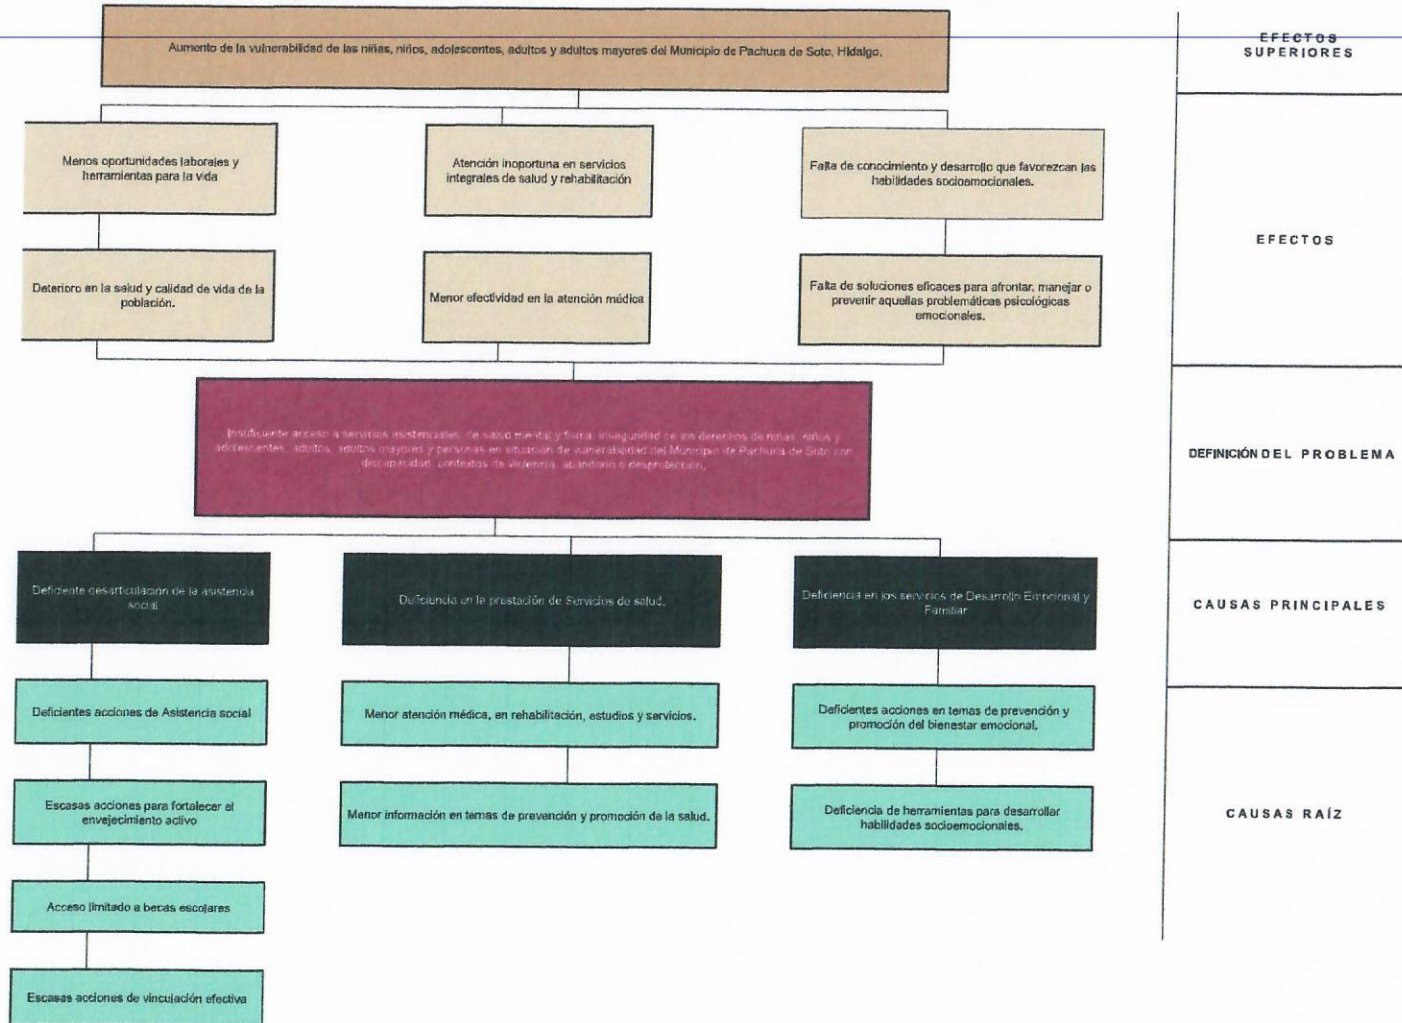 Aumento de la vulnerabilidad de las niñas, niños, adolescentes, adultos y adultos mayores del Municipio de Pachuca de Soto, Hidalgo.
EFECTOS
SUPERIORES
Menos oportunidades laborales y
herramientas para la vida
Atención inoportuna en servicios
integrales de salud y rehabilitación
Falta de conocimiento y desarrollo que favorezcan las
habilidades socioemocionales.
EFECTOS
Deterioro en la salud y calidad de vida de la
población.
Menor efectividad en la atención médica
Falta de soluciones eficaces para afrontar, manejar o
prevenir aquellas problemáticas psicológicas
emocionales.
Insuficiente acceso a servicios asistenciales, de salud mental y física, inseguridad de los derechos de niñas, niños y
adolescentes, adultos, adultos mayores y personas en situación de vulnerabilidad del Municipio de Pachuca de Soto con
discapacidad, contextos de violencia, abandono o desprotección.
DEFINICIÓN DEL PROBLEMA
Deficiente desarticulación de la asistencia
social
Deficiencia en la prestación de Servicios de salud.
Deficiencia en los servicios de Desarrollo Emocional y
Familiar
CAUSAS PRINCIPALES
Deficientes acciones de Asistencia social
Menor atención médica, en rehabilitación, estudios y servicios.
Deficientes acciones en temas de prevención y
promoción del bienestar emocional.
Escasas acciones para fortalecer el
envejecimiento activo
Menor información en temas de prevención y promoción de la salud.
Deficiencia de herramientas para desarrollar
habilidades socioemocionales.
CAUSAS RAÍZ
Acceso limitado a becas escolares
Escasas acciones de vinculación efectiva